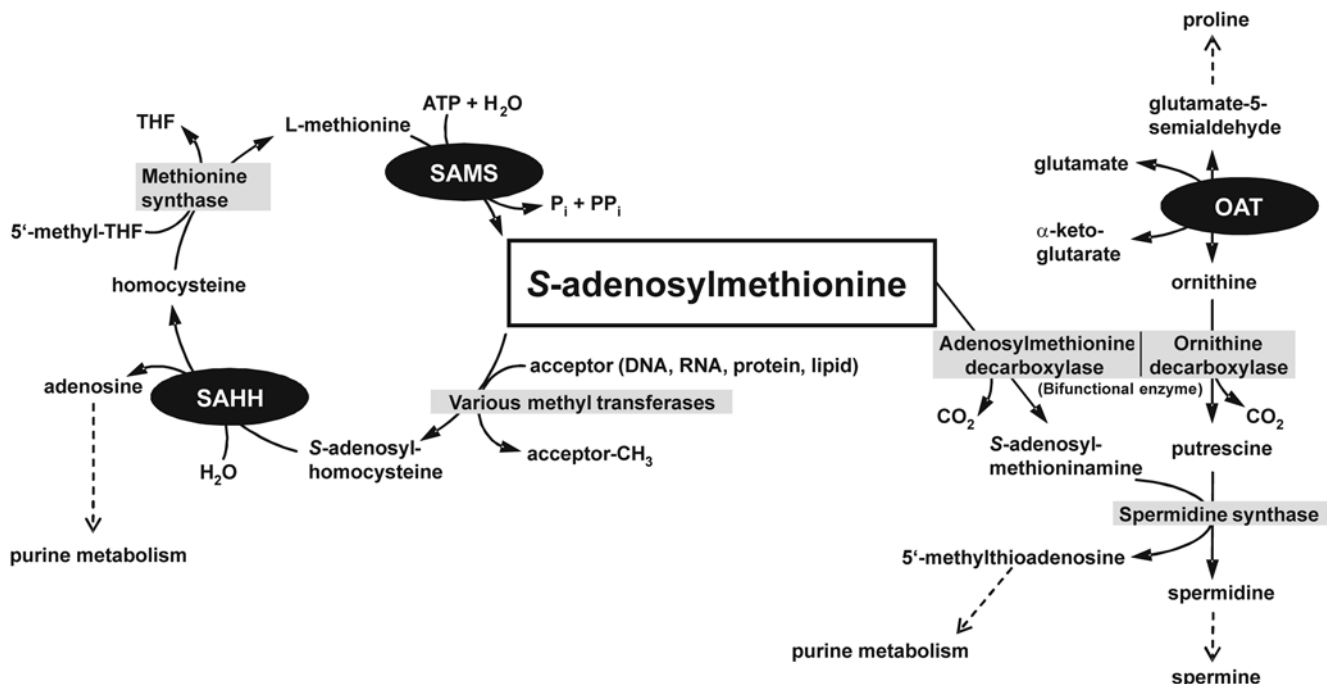 proline
glutamate-5-
semialdehyde
ATP + H₂O
THF
L-methionine
glutamate
SAMS
Methionine
synthase
Pᵢ + PPᵢ
OAT
5‘-methyl-THF
α-keto-
glutarate
S-adenosylmethionine
homocysteine
ornithine
Adenosylmethionine
decarboxylase
Ornithine
decarboxylase
(Bifunctional enzyme)
acceptor (DNA, RNA, protein, lipid)
adenosine
SAHH
Various methyl transferases
CO₂
CO₂
S-adenosyl-
homocysteine
acceptor-CH₃
H₂O
S-adenosyl-
methioninamine
putrescine
Spermidine synthase
purine metabolism
5‘-methylthioadenosine
spermidine
purine metabolism
spermine